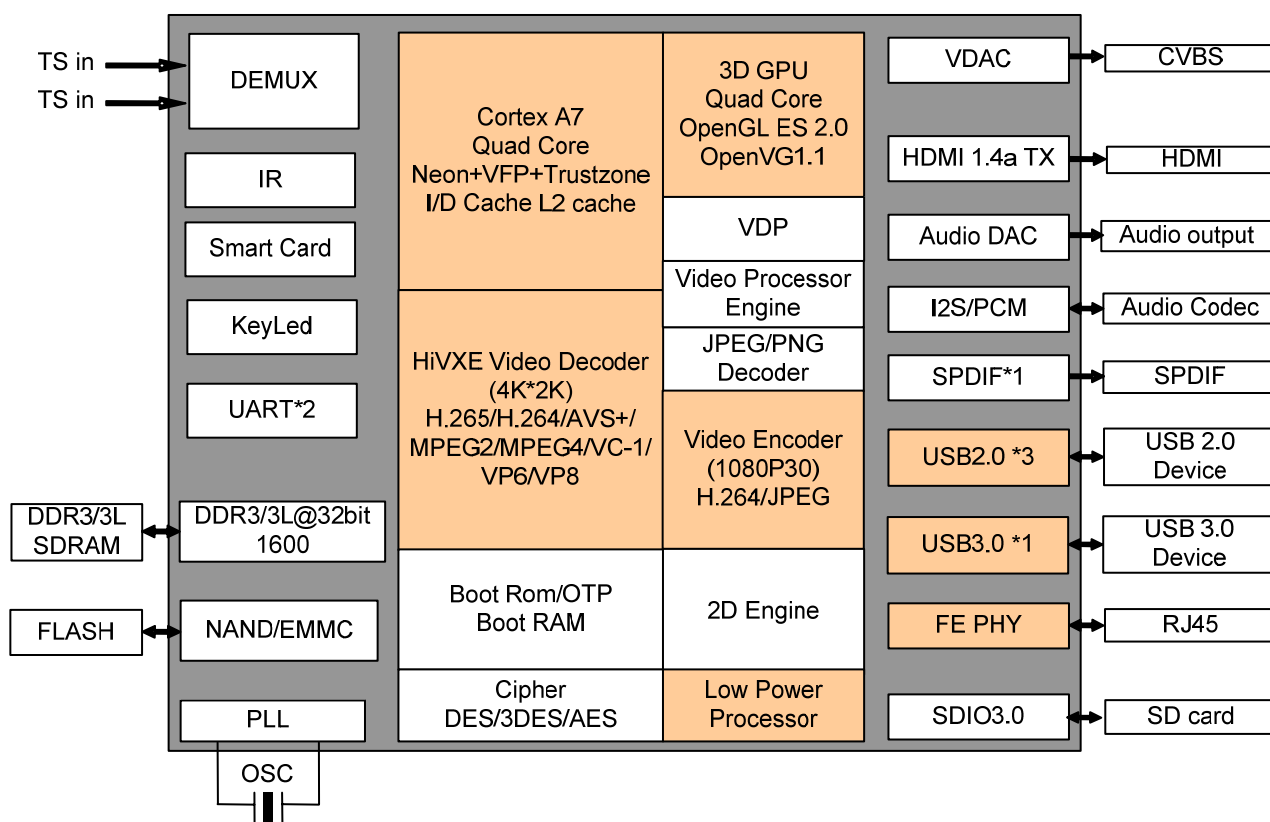 TS in
TS in
DEMUX
IR
Smart Card
KeyLed
UART*2
DDR3/3L
SDRAM
DDR3/3L@32bit
1600
FLASH
NAND/EMMC
PLL
OSC
Cortex A7
Quad Core
Neon+VFP+Trustzone
I/D Cache L2 cache
HiVXE Video Decoder
(4K*2K)
H.265/H.264/AVS+/
MPEG2/MPEG4/VC-1/
VP6/VP8
Boot Rom/OTP
Boot RAM
Cipher
DES/3DES/AES
3D GPU
Quad Core
OpenGL ES 2.0
OpenVG1.1
VDP
Video Processor
Engine
JPEG/PNG
Decoder
Video Encoder
(1080P30)
H.264/JPEG
2D Engine
Low Power
Processor
VDAC
CVBS
HDMI 1.4a TX
HDMI
Audio DAC
Audio output
I2S/PCM
Audio Codec
SPDIF*1
SPDIF
USB2.0 *3
USB 2.0
Device
USB3.0 *1
USB 3.0
Device
FE PHY
RJ45
SDIO3.0
SD card